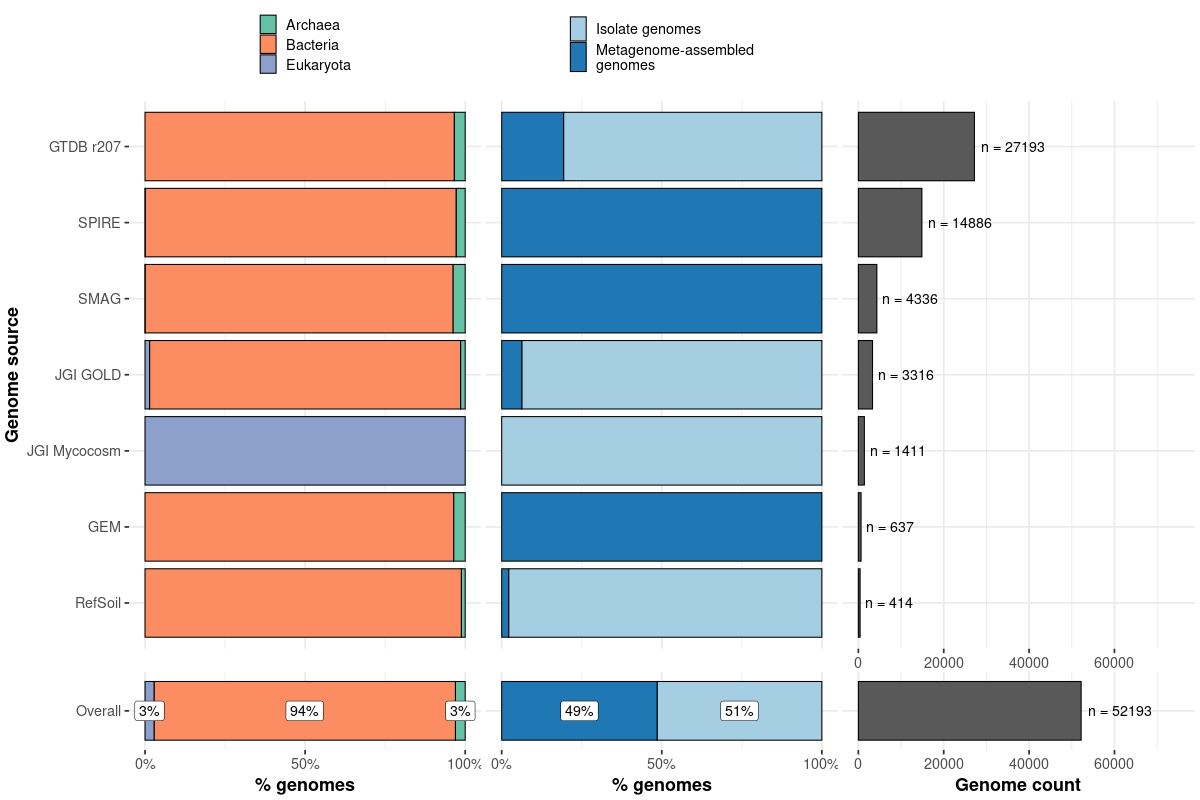 Archaea
Bacteria
Eukaryota
Isolate genomes
Metagenome-assembled
genomes
Genome source
GTDB r207
n = 27193
SPIRE
n = 14886
SMAG
n = 4336
JGI GOLD
n = 3316
JGI Mycocosm
n = 1411
GEM
n = 637
RefSoil
n = 414
0 20000 40000 60000
Overall
3% 94% 3%
49% 51%
n = 52193
0% 50% 100%
0% 50% 100%
0 20000 40000 60000
% genomes
% genomes
Genome count